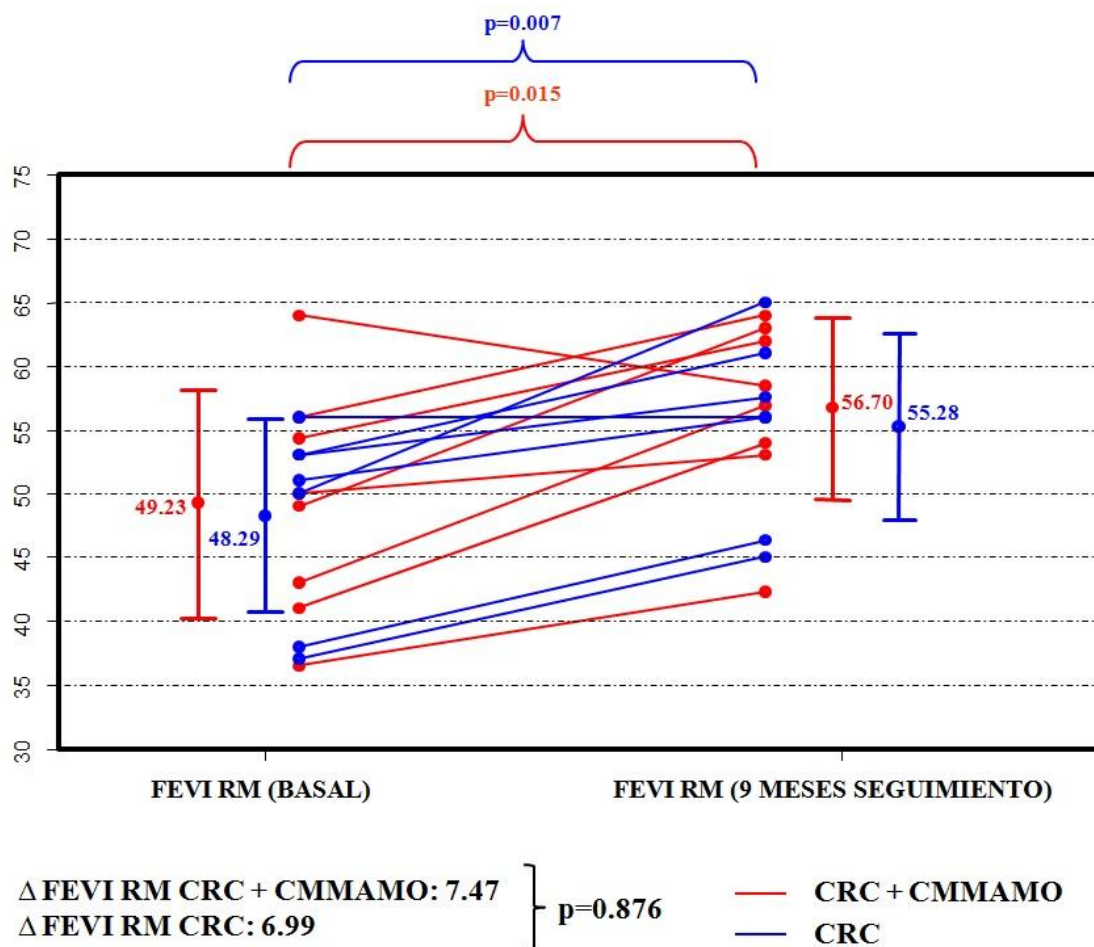 p=0.007
p=0.015
75
70
65
60
55
50
45
40
35
30
49.23
48.29
56.70
55.28
FEVI RM (BASAL)
FEVI RM (9 MESES SEGUIMIENTO)
Δ FEVI RM CRC + CMMAMO: 7.47
Δ FEVI RM CRC: 6.99
p=0.876
CRC + CMMAMO
CRC